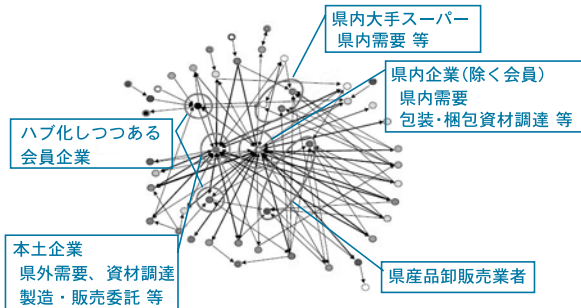 県内大手スーパー
県内需要 等
県内企業(除く会員)
県内需要
包装・梱包資材調達 等
ハブ化しつつある
会員企業
本土企業
県外需要、資材調達
製造・販売委託 等
県産品卸販売業者